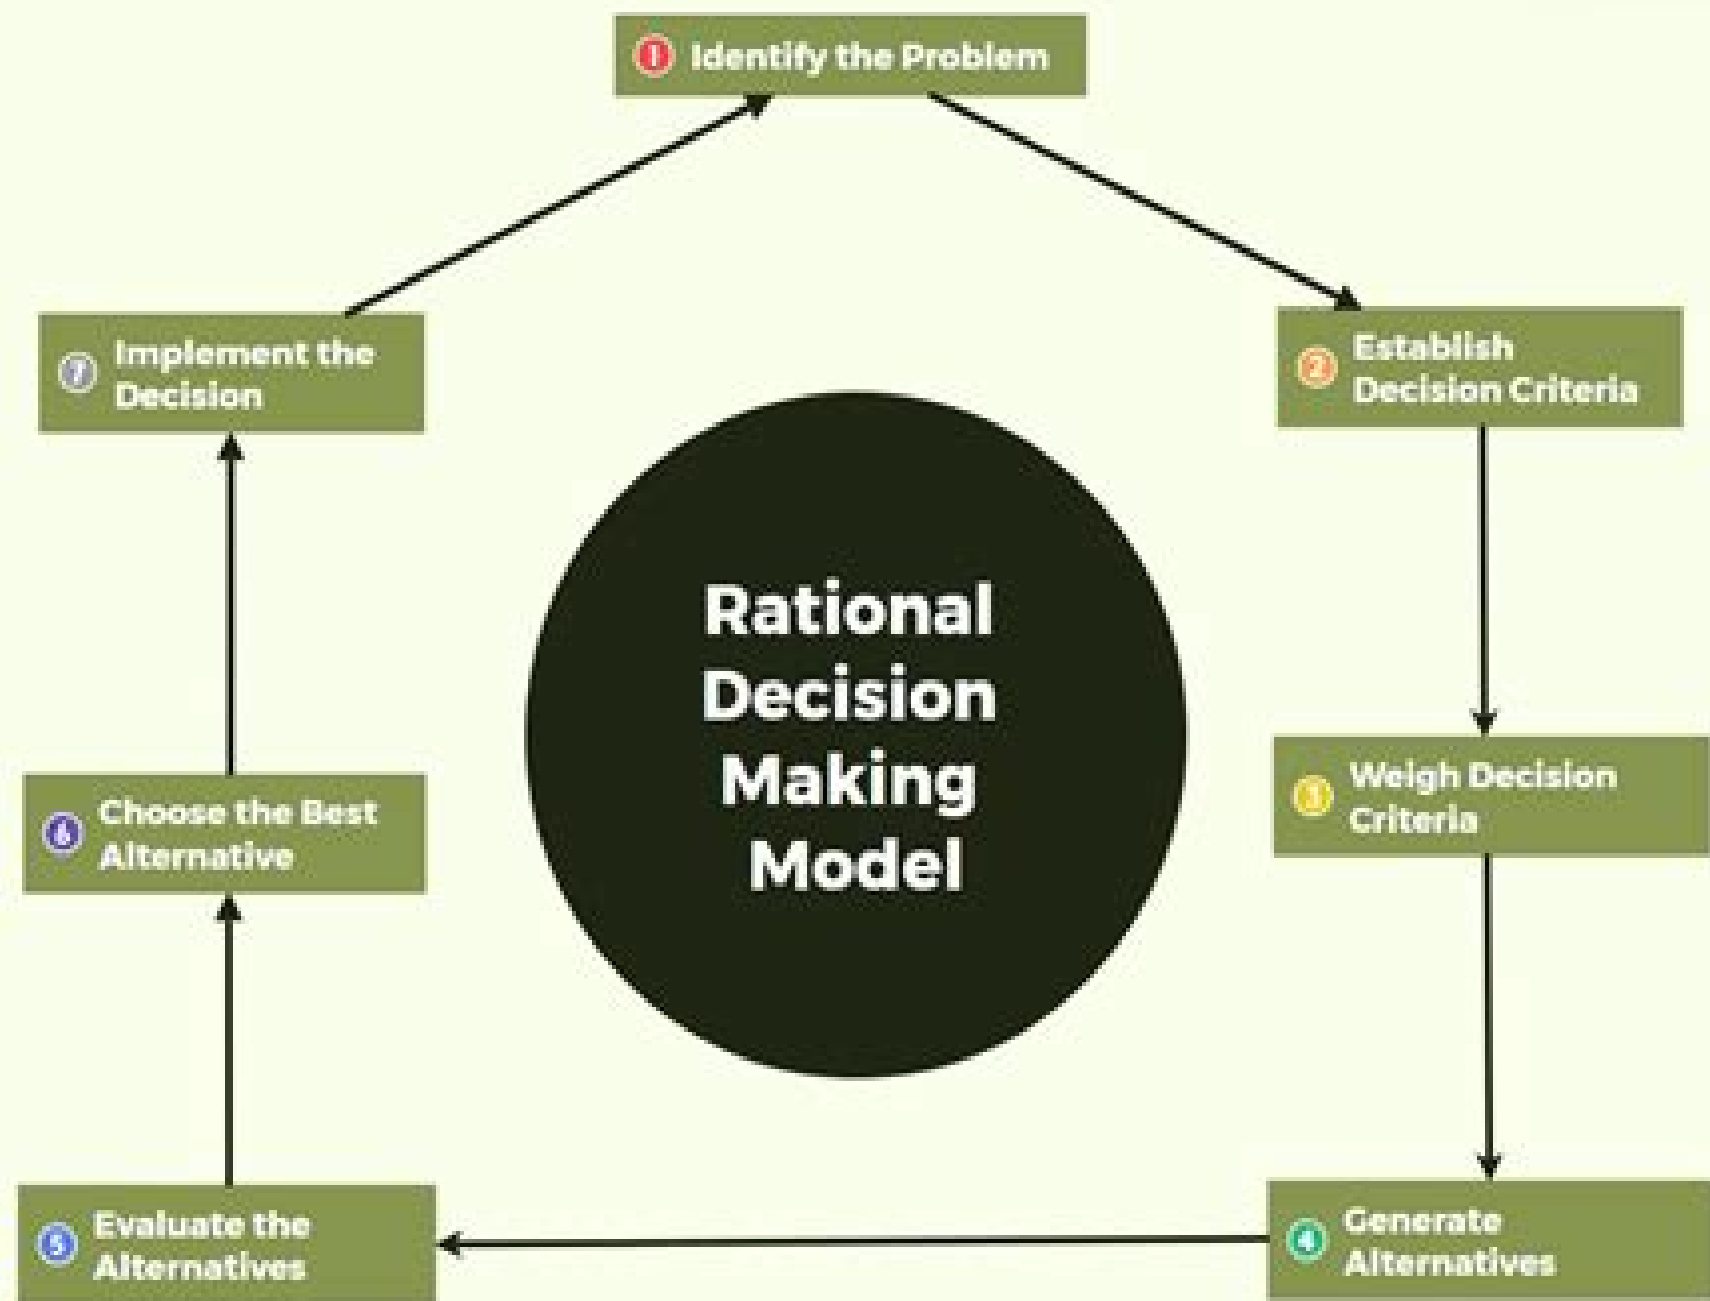 1 Identify the Problem
2 Establish
Decision Criteria
3 Weigh Decision
Criteria
4 Generate
Alternatives
5 Evaluate the
Alternatives
6 Choose the Best
Alternative
7 Implement the
Decision
Rational
Decision
Making
Model